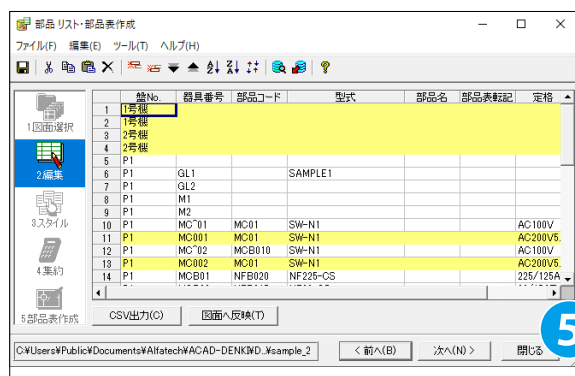 部品 リスト・部品表作成
ファイル(F) 編集(E) ツール(T) ヘルプ(H)
盤No. 器具番号 部品コード 型式 部品名 部品表転記 定格
1 1号機
2 1号機
3 2号機
4 2号機
5 P1
6 P1 GL1 SAMPLE1
7 P1 GL2
8 P1 M1
9 P1 M2
10 P1 MC^01 MC01 SW-N1 AC100V
11 P1 MC001 MC01 SW-N1 AC200V5.
12 P1 MC^02 MCB010 SW-N1 AC100V
13 P1 MC002 MC01 SW-N1 AC200V5.
14 P1 MCB01 NFB020 NF225-CS 225/125A
1図面選択
2.編集
3.スタイル
4.集約
5部品表作成
CSV出力(C) 図面へ反映(T)
C:¥Users¥Public¥Documents¥Alfatech¥ACAD-DENKI¥D..¥sample_2 < 前へ(B) 次へ(N) > 閉じる
5